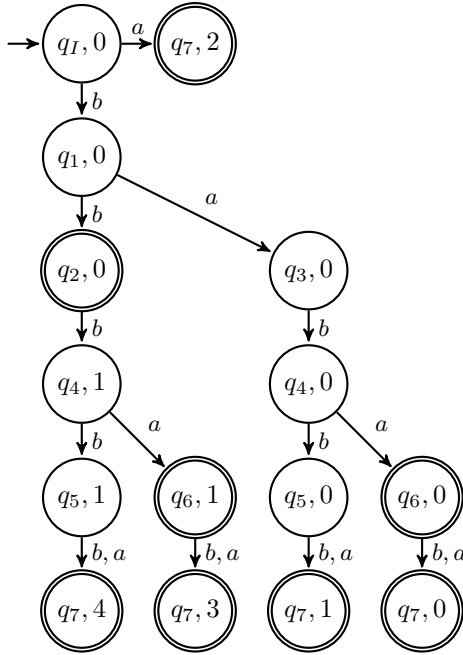 q_I, 0 a q_7, 2
b
q_1, 0
b a
q_2, 0 q_3, 0
b b
q_4, 1 q_4, 0
b a b a
q_5, 1 q_6, 1 q_5, 0 q_6, 0
b, a b, a b, a b, a
q_7, 4 q_7, 3 q_7, 1 q_7, 0